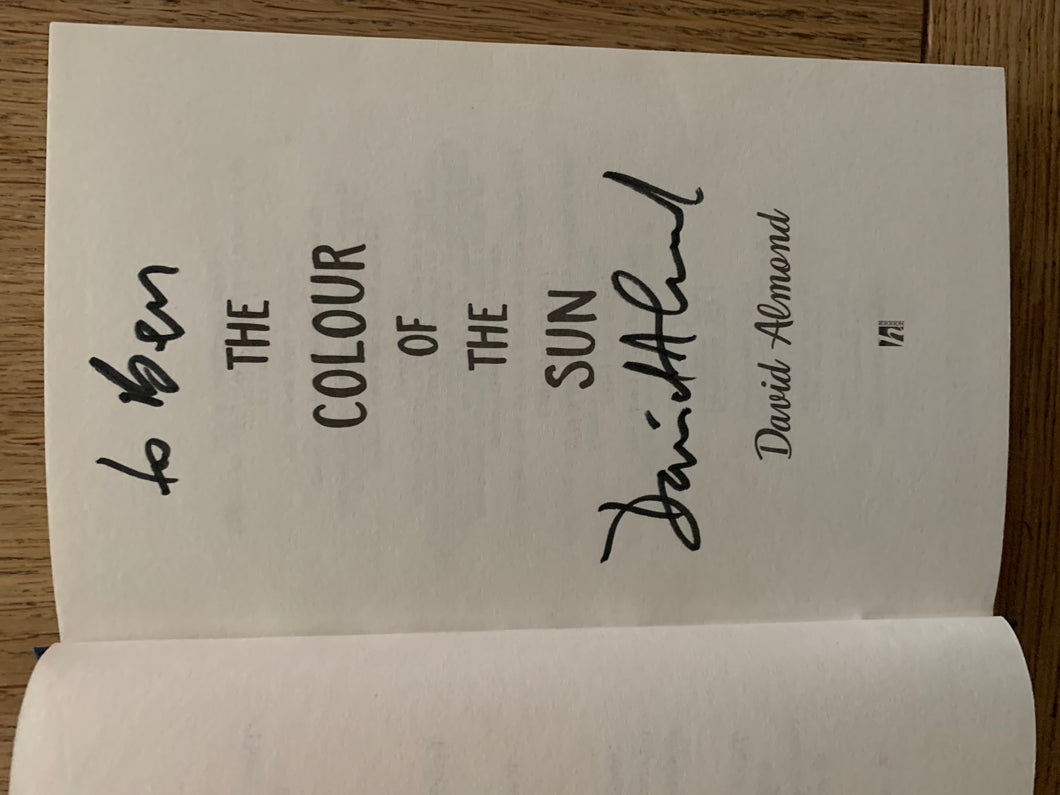 to Ben
THE
COLOUR
OF
THE
SUN
David Almond
David Almond